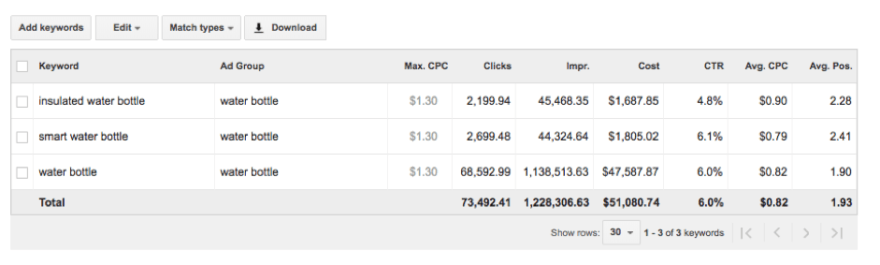 Add keywords Edit Match types Download
Keyword Ad Group Max. CPC Clicks Impr. Cost CTR Avg. CPC Avg. Pos.
insulated water bottle water bottle $1.30 2,199.94 45,468.35 $1,687.85 4.8% $0.90 2.28
smart water bottle water bottle $1.30 2,699.48 44,324.64 $1,805.02 6.1% $0.79 2.41
water bottle water bottle $1.30 68,592.99 1,138,513.63 $47,587.87 6.0% $0.82 1.90
Total 73,492.41 1,228,306.63 $51,080.74 6.0% $0.82 1.93
Show rows: 30 1 - 3 of 3 keywords